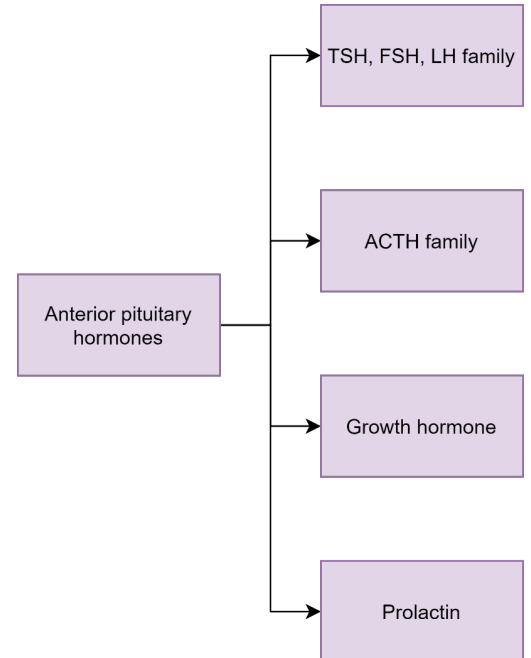 TSH, FSH, LH family
ACTH family
Anterior pituitary
hormones
Growth hormone
Prolactin